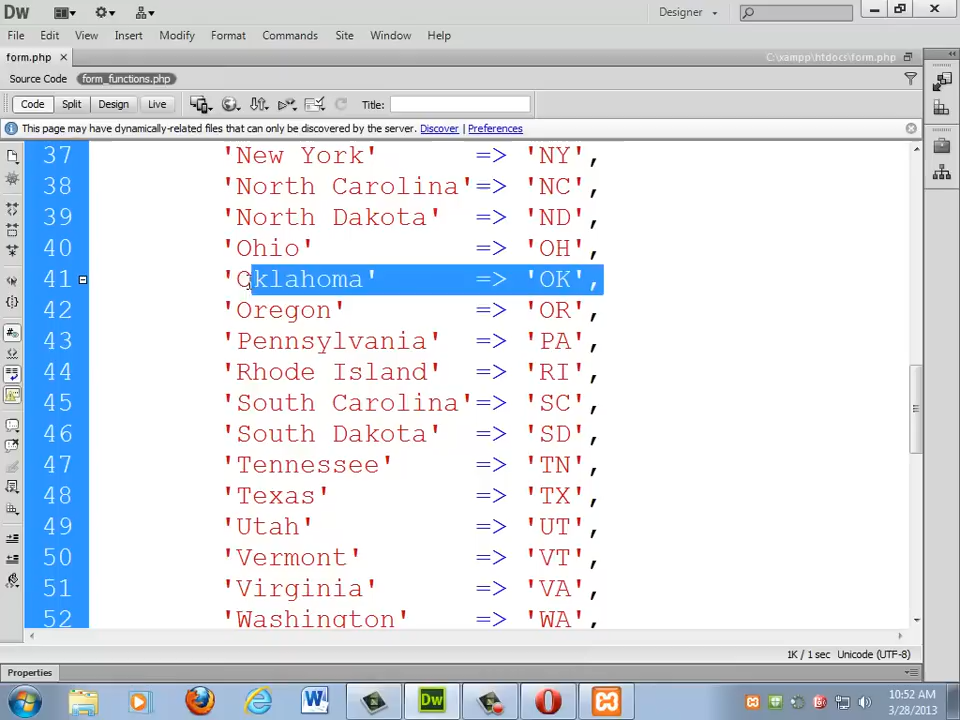 Dw
Designer
File Edit View Insert Modify Format Commands Site Window Help
form.php C:\xampp\htdocs\form.php
Source Code form_functions.php
Code Split Design Live Title:
This page may have dynamically-related files that can only be discovered by the server. Discover | Preferences
37 'New York' => 'NY',
38 'North Carolina'=> 'NC',
39 'North Dakota' => 'ND',
40 'Ohio' => 'OH',
41 'Oklahoma' => 'OK',
42 'Oregon' => 'OR',
43 'Pennsylvania' => 'PA',
44 'Rhode Island' => 'RI',
45 'South Carolina'=> 'SC',
46 'South Dakota' => 'SD',
47 'Tennessee' => 'TN',
48 'Texas' => 'TX',
49 'Utah' => 'UT',
50 'Vermont' => 'VT',
51 'Virginia' => 'VA',
52 'Washington' => 'WA',
1K / 1 sec Unicode (UTF-8)
Properties
Dw
10:52 AM
3/28/2013